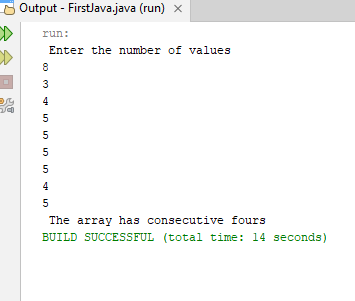 Output - FirstJava.java (run)
run:
Enter the number of values
8
3
4
5
5
5
5
4
5
The array has consecutive fours
BUILD SUCCESSFUL (total time: 14 seconds)